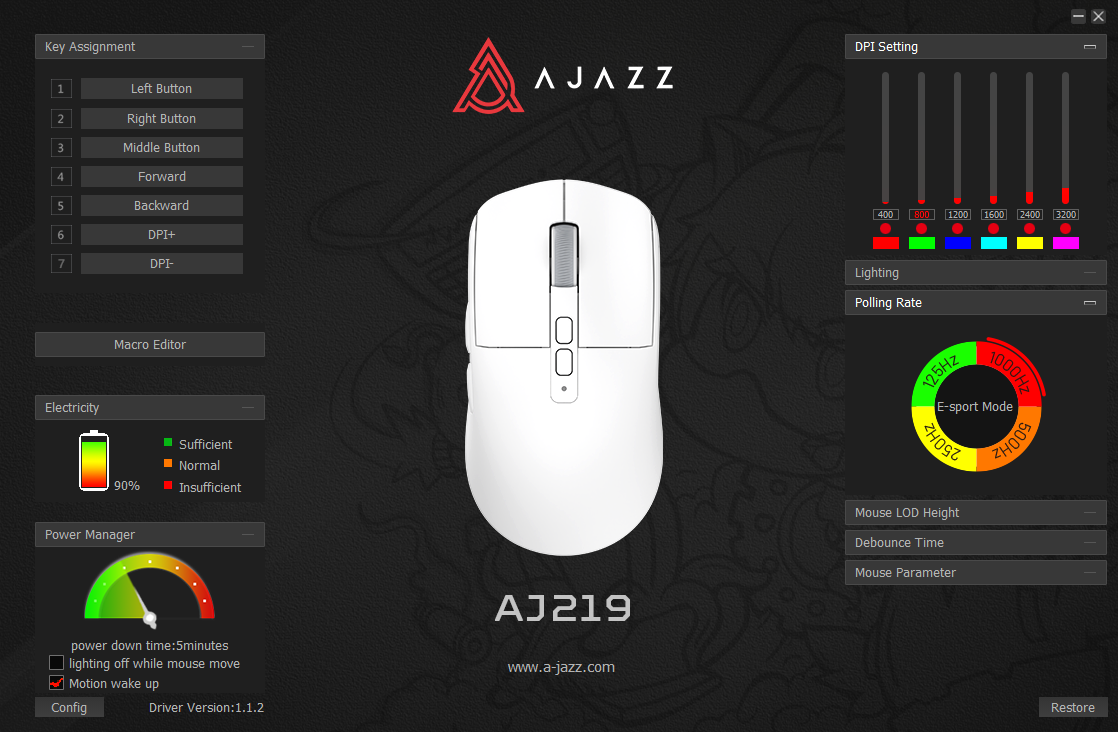 Key Assignment
1 Left Button
2 Right Button
3 Middle Button
4 Forward
5 Backward
6 DPI+
7 DPI-
Macro Editor
Electricity
Sufficient
Normal
90% Insufficient
Power Manager
power down time:5minutes
lighting off while mouse move
Motion wake up
Config Driver Version:1.1.2
AJAZZ
AJ219
www.a-jazz.com
DPI Setting
400 800 1200 1600 2400 3200
Lighting
Polling Rate
125Hz 1000Hz
E-sport Mode
250Hz 500Hz
Mouse LOD Height
Debounce Time
Mouse Parameter
Restore